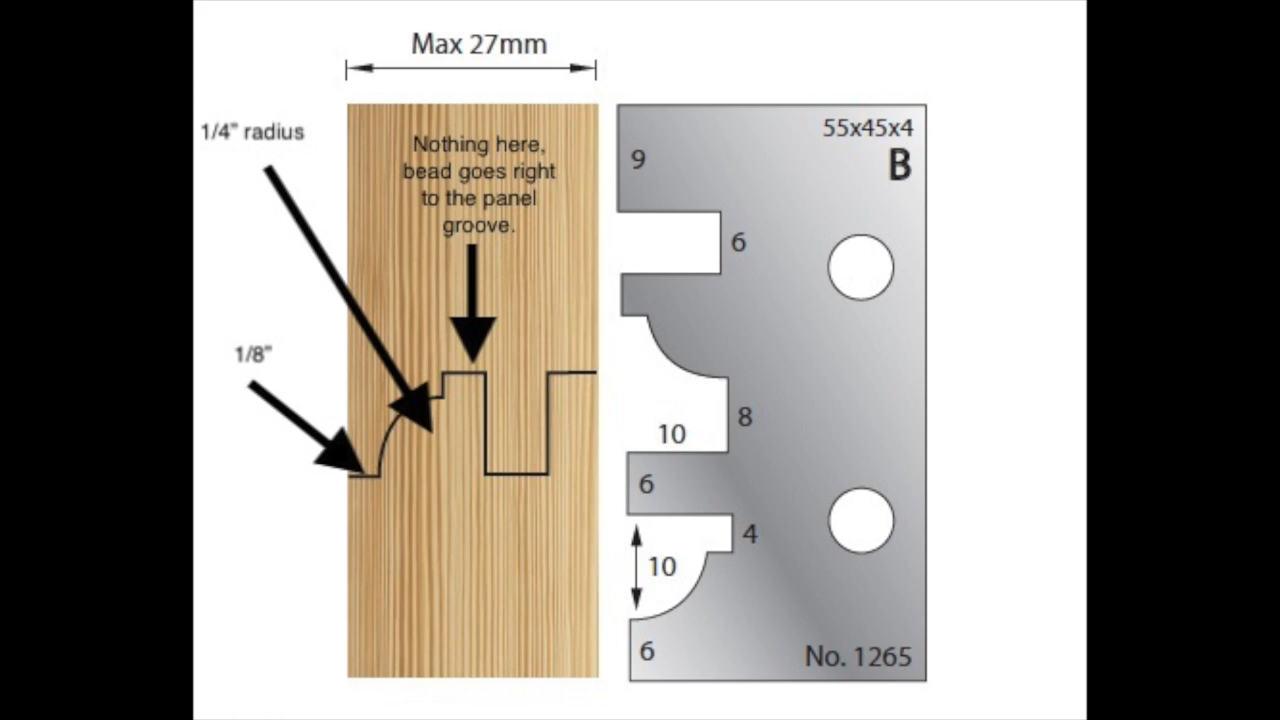 Max 27mm
1/4” radius
Nothing here,
bead goes right
to the panel
groove.
1/8”
55x45x4
B
9
6
8
10
6
4
10
6
No. 1265